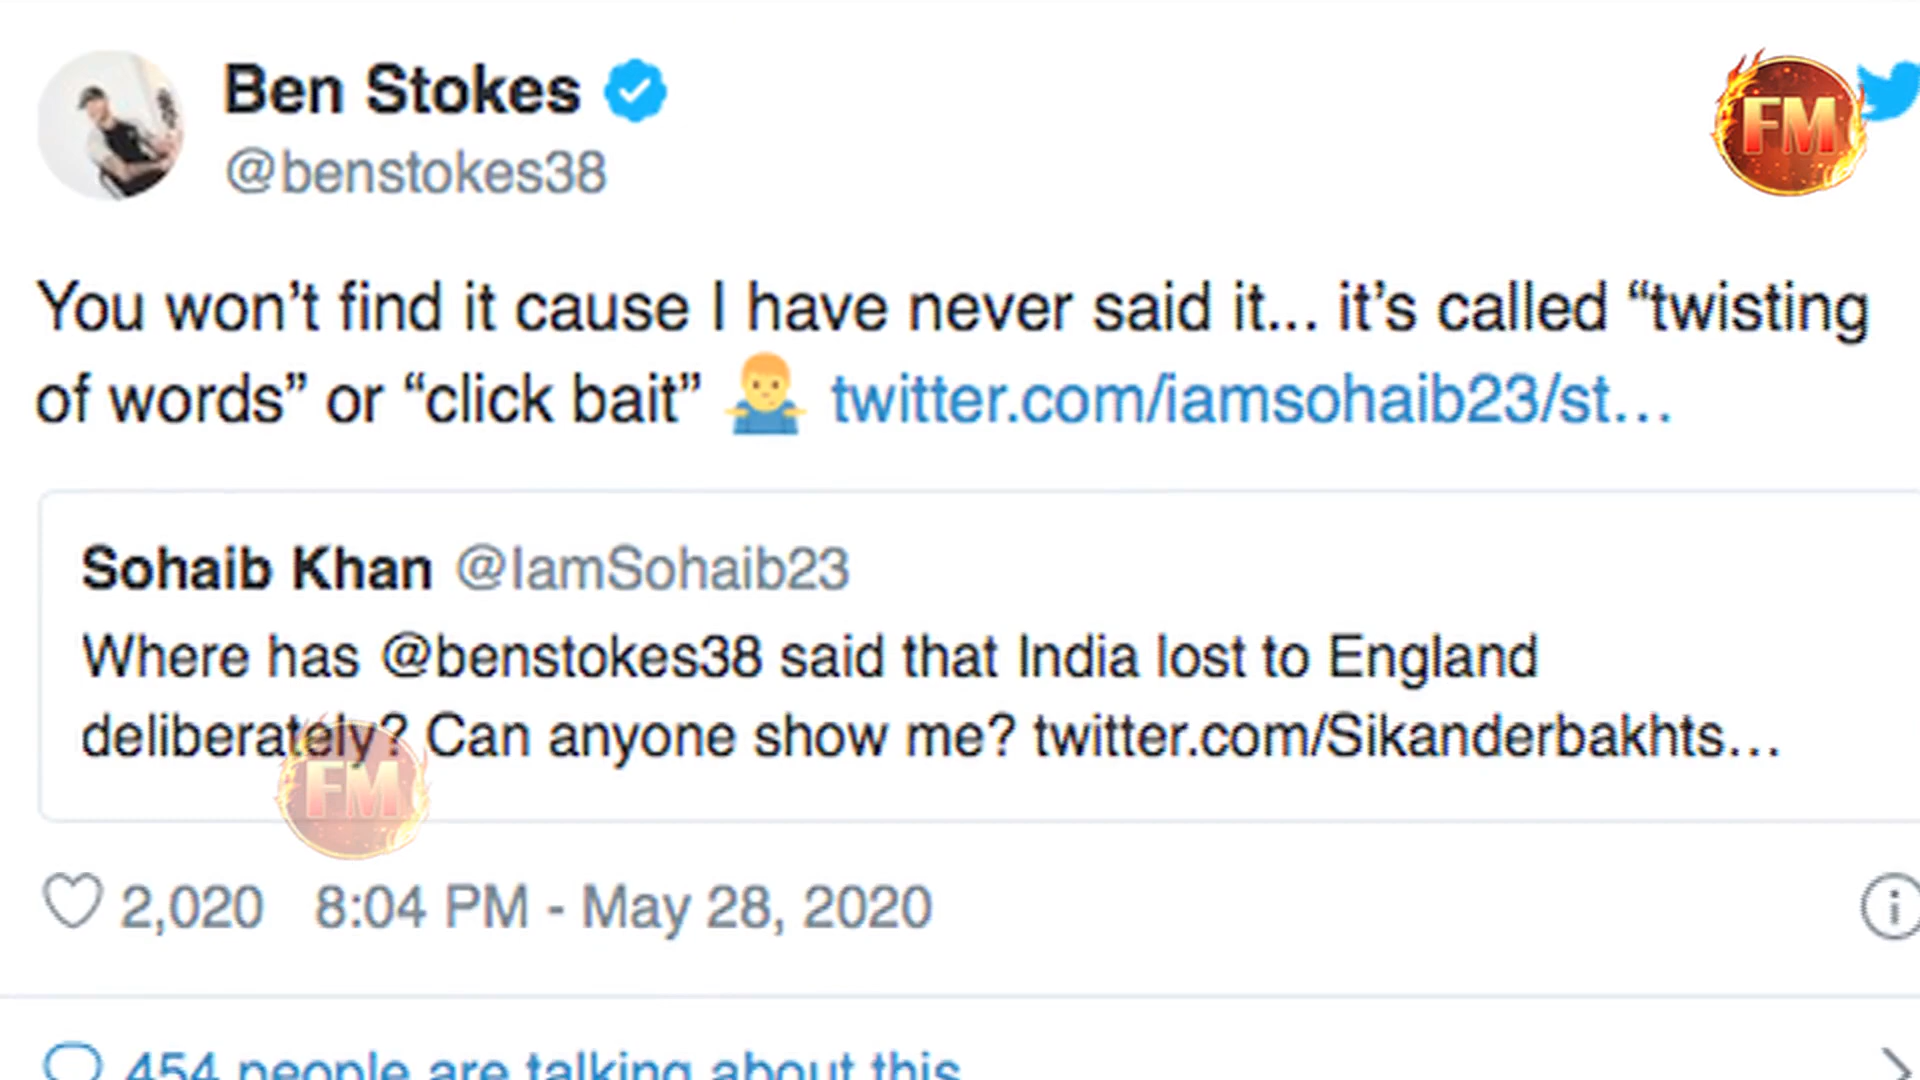 Ben Stokes
FM
@benstokes38
You won’t find it cause I have never said it... it’s called “twisting
of words” or “click bait” 🤷‍♂️ twitter.com/iamsohaib23/st…
Sohaib Khan @IamSohaib23
Where has @benstokes38 said that India lost to England
deliberately? Can anyone show me? twitter.com/Sikanderbakhts…
FM
2,020 8:04 PM - May 28, 2020
454 people are talking about this